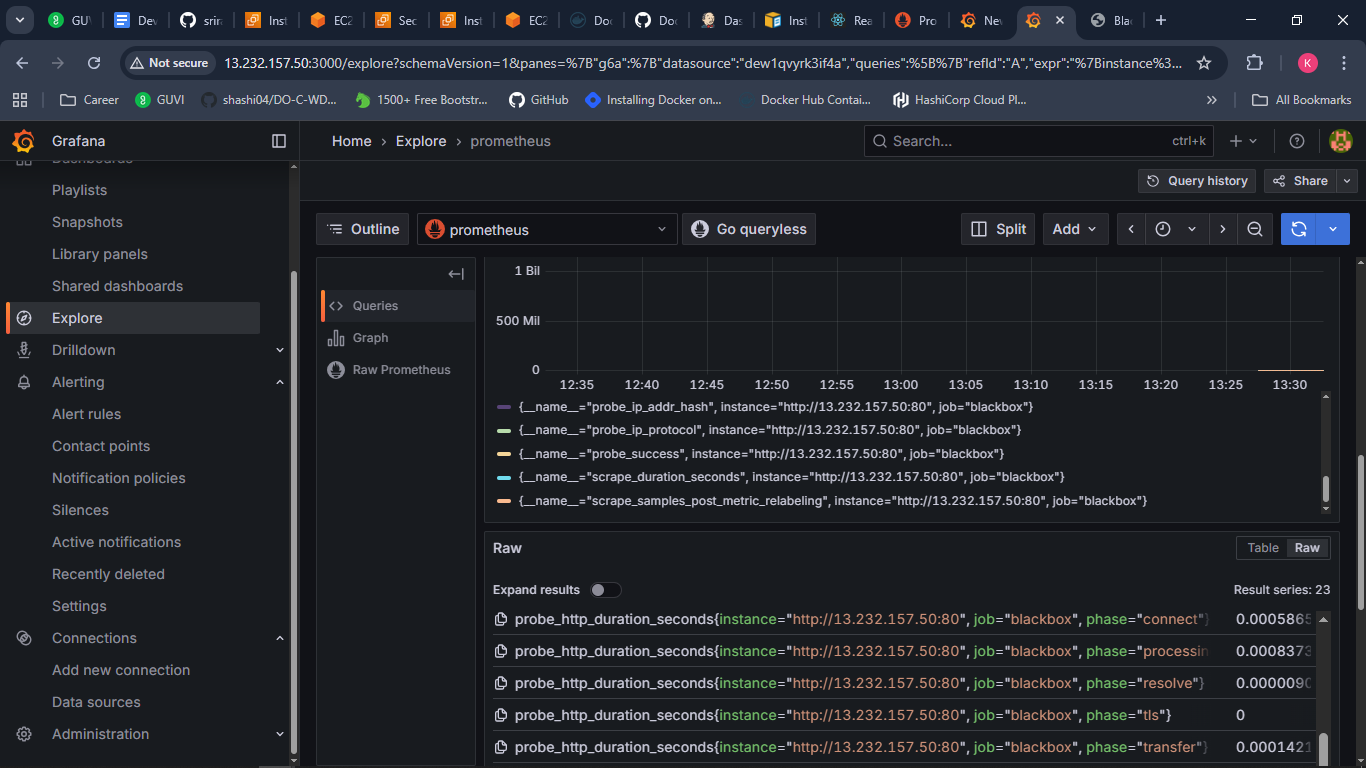 GUV
Dev
srira
Inst
EC2
Sec
Inst
EC2
Doc
Doc
Das
Inst
Rea
Pro
Nev
Blac
Not secure
13.232.157.50:3000/explore?schemaVersion=1&panes=%7B"g6a":%7B"datasource":"dew1qvyrk3if4a","queries":%5B%7B"refId":"A","expr":"%7Binstance%3...
K
Career
GUVI
shashi04/DO-C-WD...
1500+ Free Bootstr...
GitHub
Installing Docker on...
Docker Hub Contai...
HashiCorp Cloud Pl...
All Bookmarks
Grafana
Home › Explore › prometheus
Search...
ctrl+k
Dashboards
Playlists
Snapshots
Library panels
Shared dashboards
Explore
Drilldown
Alerting
Alert rules
Contact points
Notification policies
Silences
Active notifications
Recently deleted
Settings
Connections
Add new connection
Data sources
Administration
Query history
Share
Outline
prometheus
Go queryless
Split
Add
Queries
Graph
Raw Prometheus
1 Bil
500 Mil
0
12:35 12:40 12:45 12:50 12:55 13:00 13:05 13:10 13:15 13:20 13:25 13:30
{__name__="probe_ip_addr_hash", instance="http://13.232.157.50:80", job="blackbox"}
{__name__="probe_ip_protocol", instance="http://13.232.157.50:80", job="blackbox"}
{__name__="probe_success", instance="http://13.232.157.50:80", job="blackbox"}
{__name__="scrape_duration_seconds", instance="http://13.232.157.50:80", job="blackbox"}
{__name__="scrape_samples_post_metric_relabeling", instance="http://13.232.157.50:80", job="blackbox"}
Raw
Table Raw
Expand results
Result series: 23
probe_http_duration_seconds{instance="http://13.232.157.50:80", job="blackbox", phase="connect"} 0.0005865
probe_http_duration_seconds{instance="http://13.232.157.50:80", job="blackbox", phase="processin 0.0008373
probe_http_duration_seconds{instance="http://13.232.157.50:80", job="blackbox", phase="resolve"} 0.0000090
probe_http_duration_seconds{instance="http://13.232.157.50:80", job="blackbox", phase="tls"} 0
probe_http_duration_seconds{instance="http://13.232.157.50:80", job="blackbox", phase="transfer"} 0.0001421